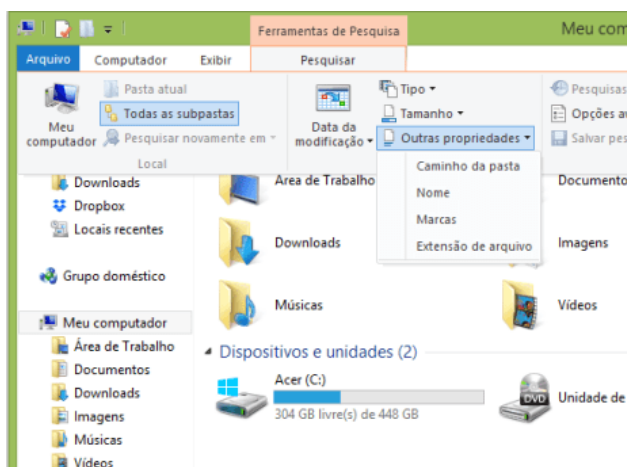 Ferramentas de Pesquisa
Meu com
Arquivo
Computador
Exibir
Pesquisar
Meu computador
Pasta atual
Todas as subpastas
Pesquisar novamente em
Local
Data da modificação
Tipo
Tamanho
Outras propriedades
Pesquisas
Opções av
Salvar pes
Caminho da pasta
Nome
Marcas
Extensão de arquivo
Downloads
Dropbox
Locais recentes
Grupo doméstico
Meu computador
Área de Trabalho
Documentos
Downloads
Imagens
Músicas
Vídeos
Área de Trabalho
Documento
Downloads
Imagens
Músicas
Vídeos
Dispositivos e unidades (2)
Acer (C:)
304 GB livre(s) de 448 GB
DVD
Unidade de